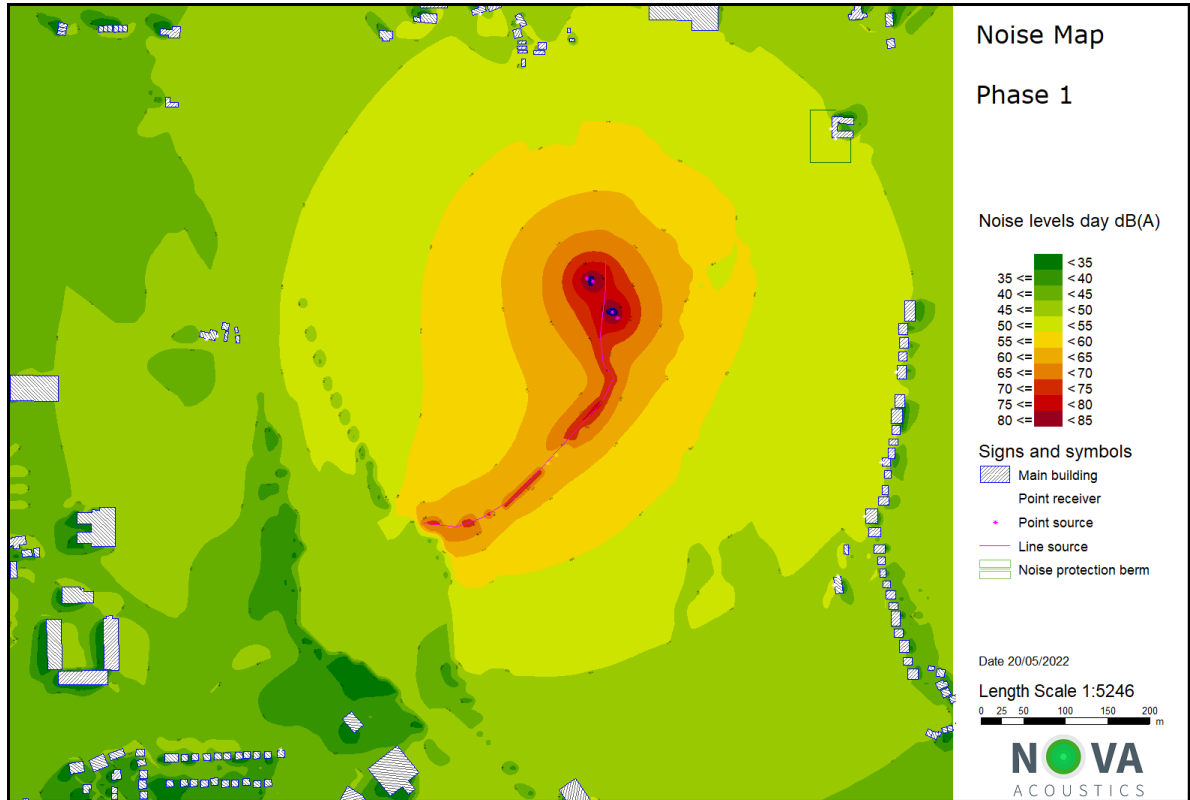 Noise Map
Phase 1
Noise levels day dB(A)
< 35
35 <= < 40
40 <= < 45
45 <= < 50
50 <= < 55
55 <= < 60
60 <= < 65
65 <= < 70
70 <= < 75
75 <= < 80
80 <= < 85
Signs and symbols
Main building
Point receiver
Point source
Line source
Noise protection berm
Date 20/05/2022
Length Scale 1:5246
0 25 50 100 150 200
m
NOVA
ACOUSTICS